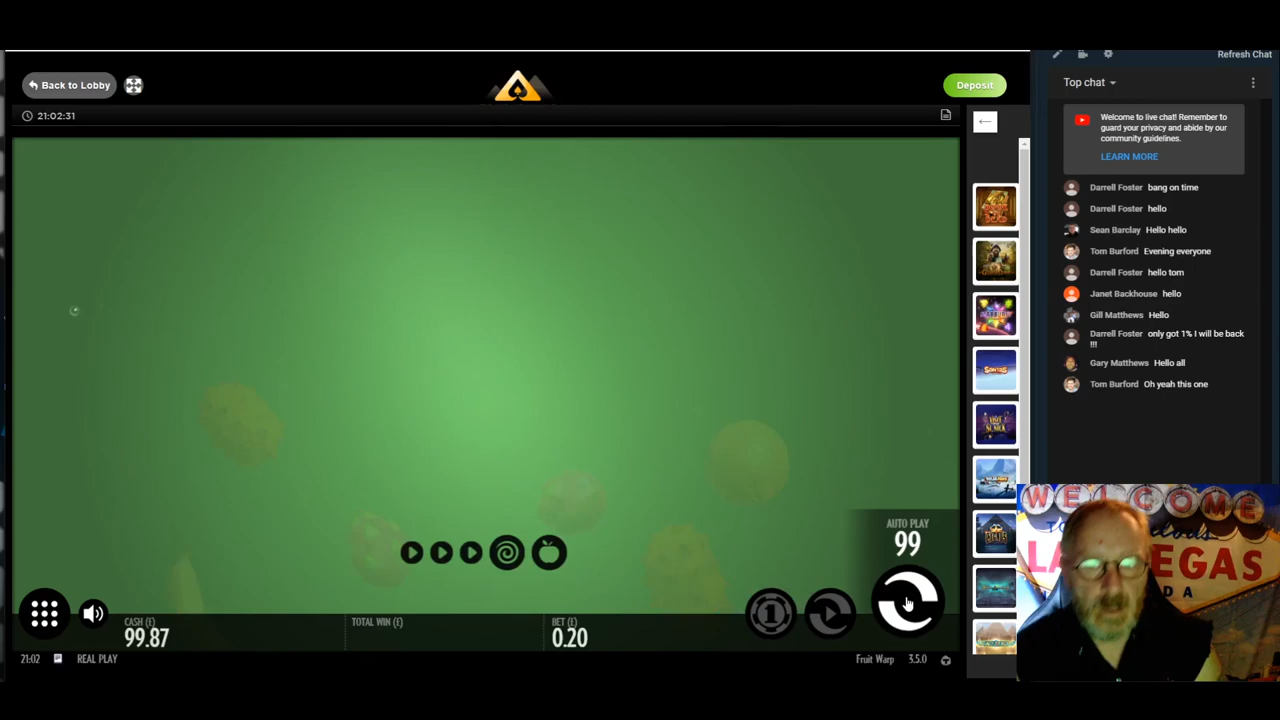 Refresh Chat
Back to Lobby
Deposit
Top chat
21:02:31
Welcome to live chat! Remember to
guard your privacy and abide by our
community guidelines.
LEARN MORE
Darrell Foster bang on time
Darrell Foster hello
Sean Barclay Hello hello
Tom Burford Evening everyone
Darrell Foster hello tom
Janet Backhouse hello
Gill Matthews Hello
Darrell Foster only got 1% I will be back
!!!
Gary Matthews Hello all
Tom Burford Oh yeah this one
AUTO PLAY
99
1
CASH (£)
99.87
TOTAL WIN (£)
BET (£)
0.20
21:02
REAL PLAY
Fruit Warp 3.5.0
WELCOME
LAS VEGAS